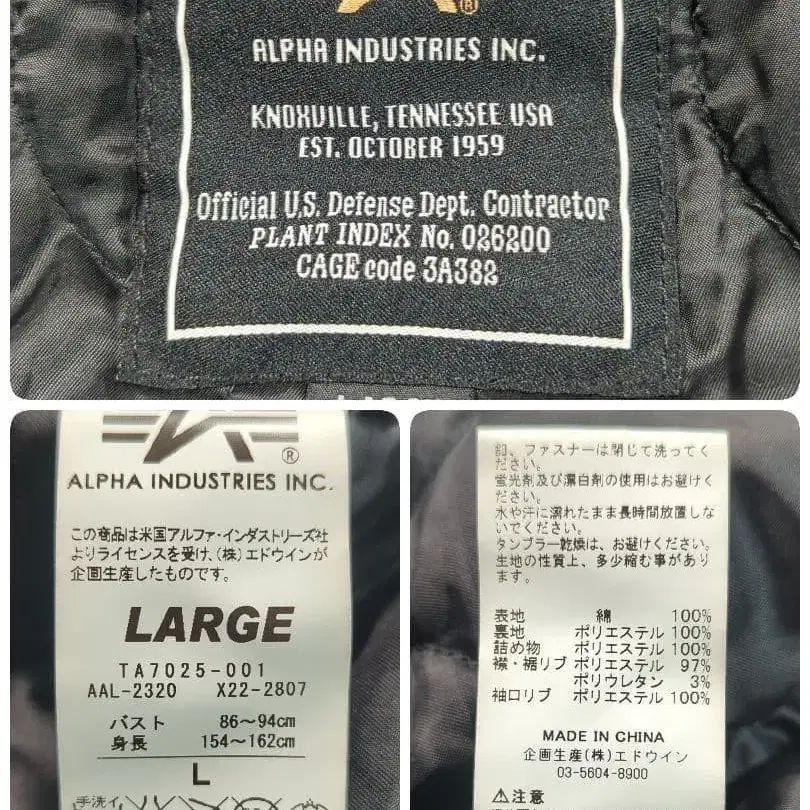 ®
ALPHA INDUSTRIES INC.
KNOXVILLE, TENNESSEE USA
EST. OCTOBER 1959
Official U.S. Defense Dept. Contractor
PLANT INDEX No. 026200
CAGE code 3A382
®
ALPHA INDUSTRIES INC.
この商品は米国アルファ・インダストリーズ社
よりライセンスを受け、(株)エドウインが
企画生産したものです。
LARGE
TA7025-001
AAL-2320 X22-2807
バスト 86～94cm
身長 154～162cm
L
手洗イ
釦、ファスナーは閉じて洗ってく
ださい。
蛍光剤及び漂白剤の使用はお避けく
ださい。
水や汗に濡れたまま長時間放置しな
いでください。
タンブラー乾燥は、お避けください。
生地の性質上、多少縮む事があり
ます。
表地 綿 100%
裏地 ポリエステル 100%
詰め物 ポリエステル 100%
襟・裾リブ ポリエステル 97%
ポリウレタン 3%
袖口リブ ポリエステル 100%
MADE IN CHINA
企画生産(株)エドウイン
03-5604-8900
⚠注意